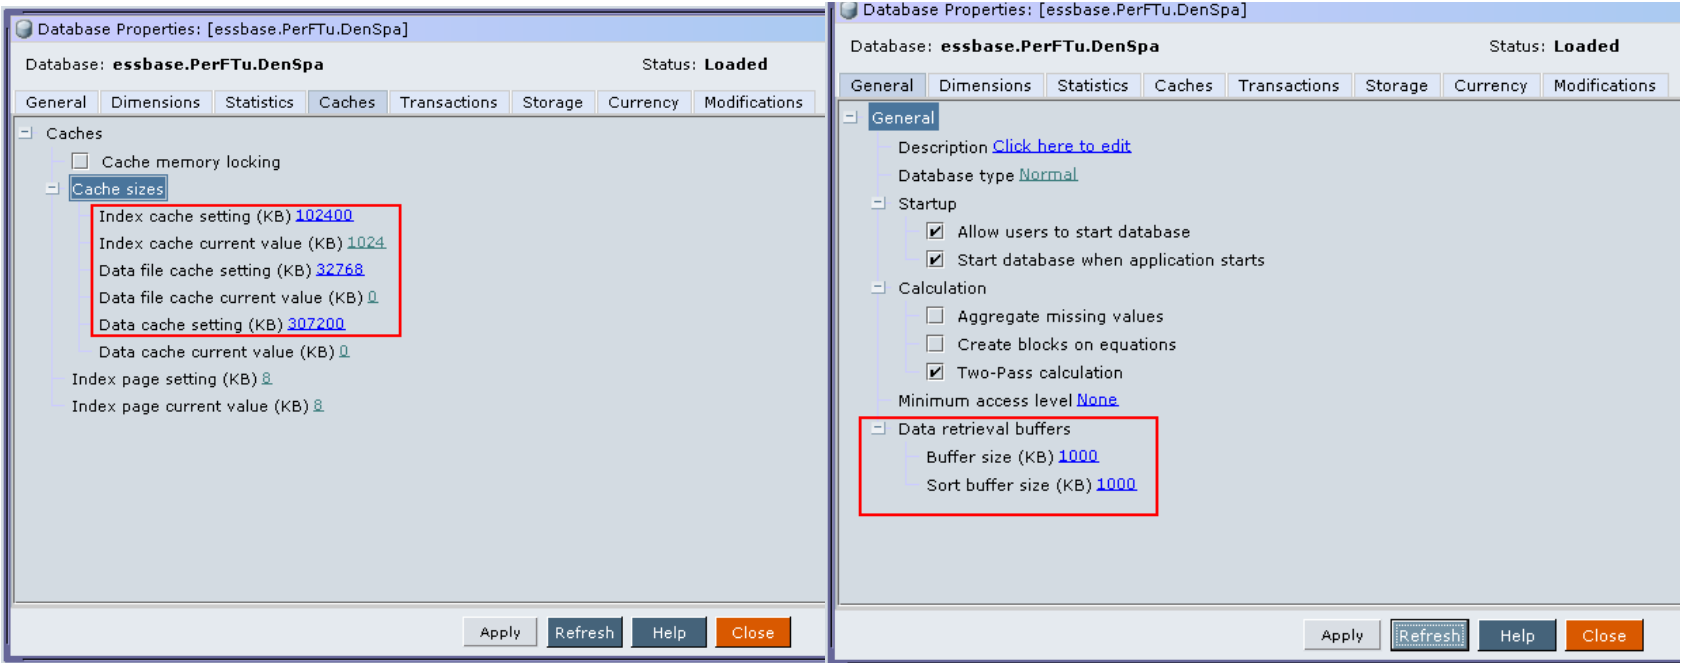 Database Properties: [essbase.PerFTu.DenSpa]
Database: essbase.PerFTu.DenSpa Status: Loaded
General Dimensions Statistics Caches Transactions Storage Currency Modifications
Caches
Cache memory locking
Cache sizes
Index cache setting (KB) 102400
Index cache current value (KB) 1024
Data file cache setting (KB) 32768
Data file cache current value (KB) 0
Data cache setting (KB) 307200
Data cache current value (KB) 0
Index page setting (KB) 8
Index page current value (KB) 8
Apply Refresh Help Close
Database Properties: [essbase.PerFTu.DenSpa]
Database: essbase.PerFTu.DenSpa Status: Loaded
General Dimensions Statistics Caches Transactions Storage Currency Modifications
General
Description Click here to edit
Database type Normal
Startup
Allow users to start database
Start database when application starts
Calculation
Aggregate missing values
Create blocks on equations
Two-Pass calculation
Minimum access level None
Data retrieval buffers
Buffer size (KB) 1000
Sort buffer size (KB) 1000
Apply Refresh Help Close